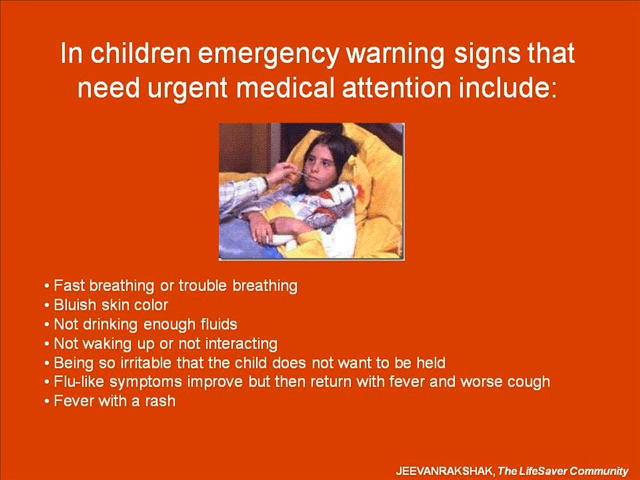 In children emergency warning signs that
need urgent medical attention include:
• Fast breathing or trouble breathing
• Bluish skin color
• Not drinking enough fluids
• Not waking up or not interacting
• Being so irritable that the child does not want to be held
• Flu-like symptoms improve but then return with fever and worse cough
• Fever with a rash
JEEVANRAKSHAK, The LifeSaver Community